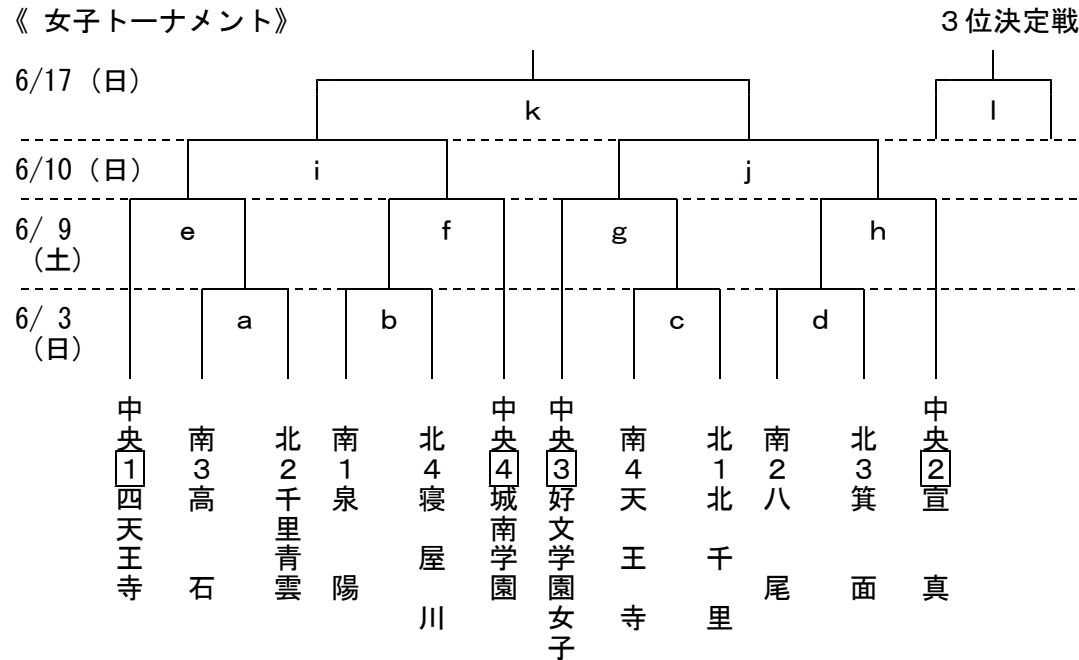 《 女子トーナメント》
３位決定戦
6/17（日）
k
l
6/10（日）
i
j
6/ 9
（土）
e
f
g
h
6/ 3
（日）
a
b
c
d
中央1四天王寺
南３高石
北２千里青雲
南１泉陽
北４寝屋川
中央4城南学園
中央3好文学園女子
南４天王寺
北１北千里
南２八尾
北３箕面
中央2宣真